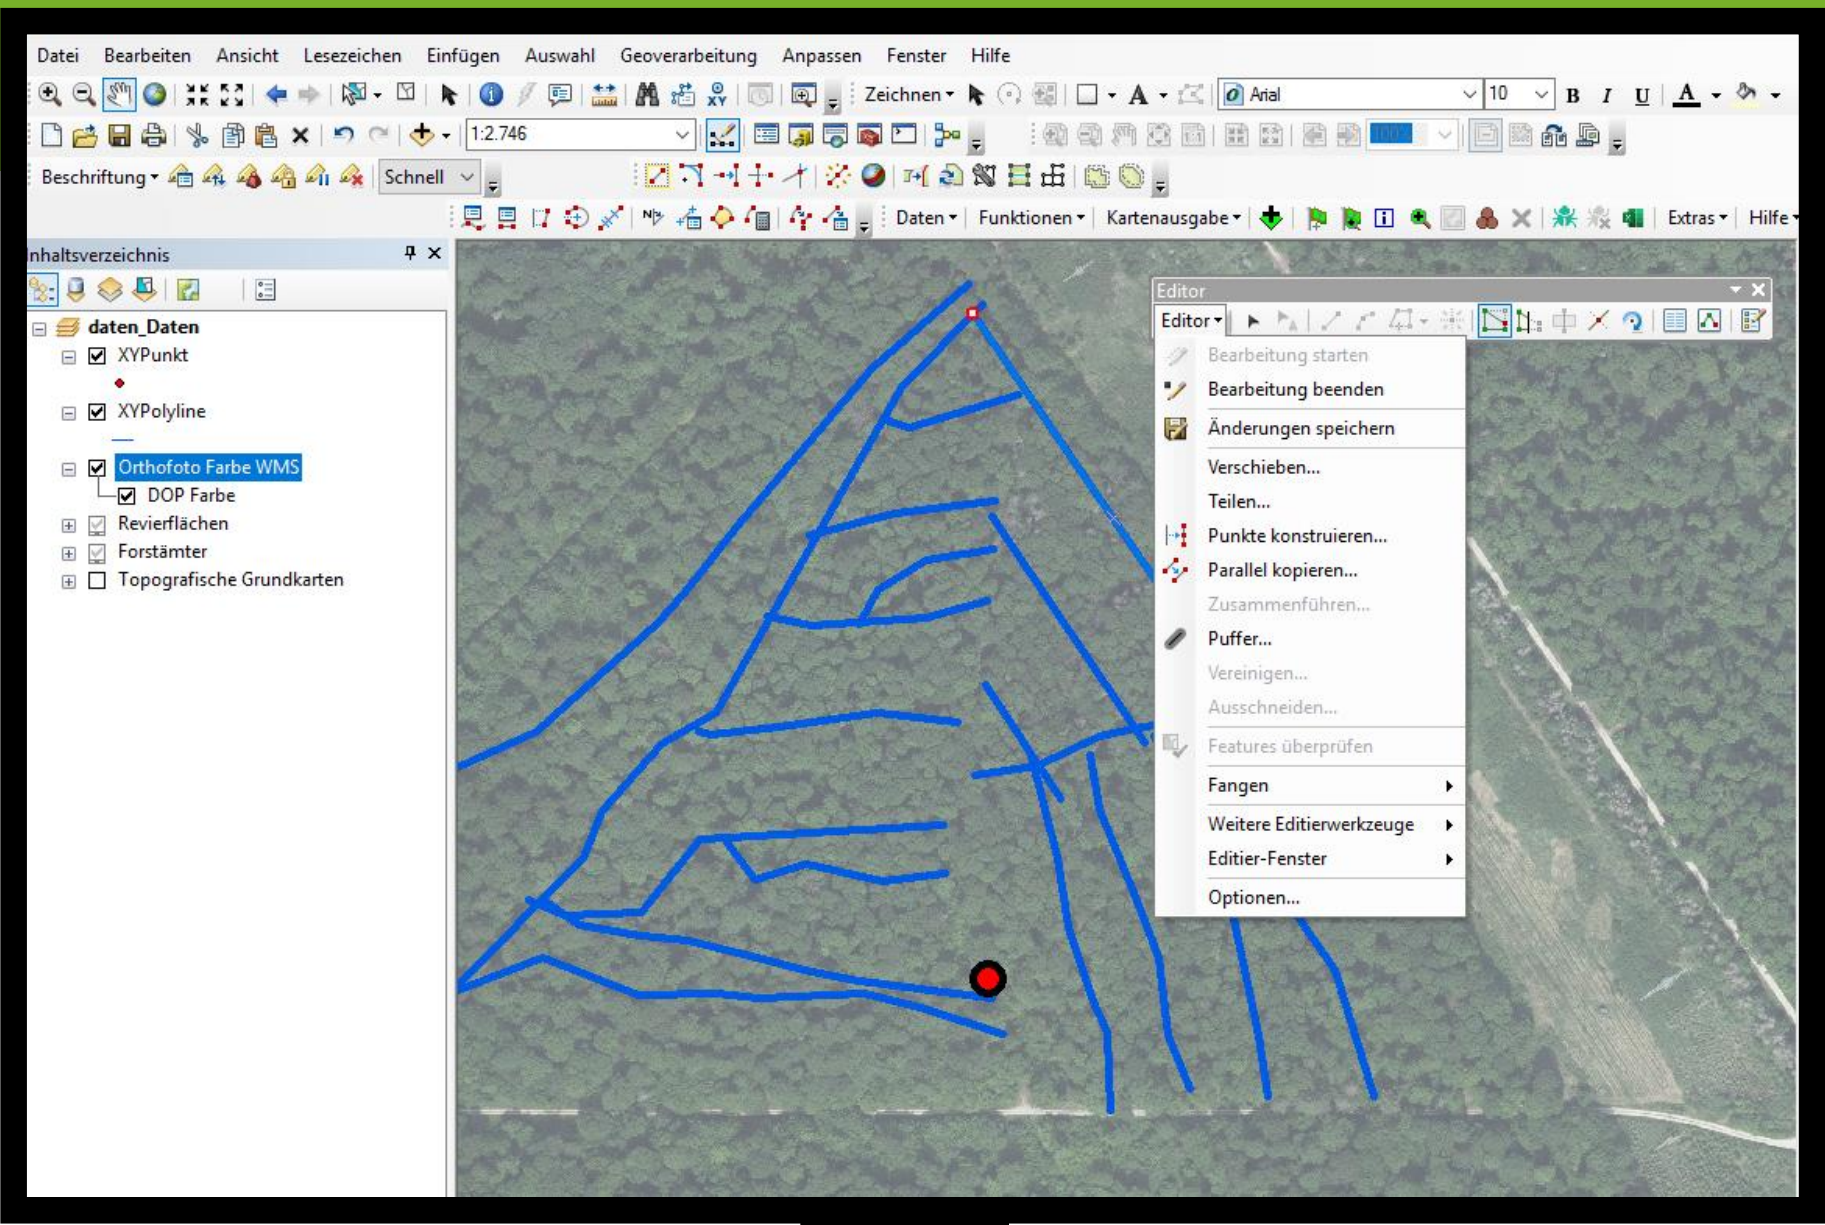 Datei Bearbeiten Ansicht Lesezeichen Einfügen Auswahl Geoverarbeitung Anpassen Fenster Hilfe
Zeichnen A Arial 10 B I U A
1:2.746 100%
Beschriftung Schnell
Daten Funktionen Kartenausgabe Extras Hilfe
Inhaltsverzeichnis
daten_Daten
XYPunkt
XYPolyline
Orthofoto Farbe WMS
DOP Farbe
Revierflächen
Forstämter
Topografische Grundkarten
Editor
Editor
Bearbeitung starten
Bearbeitung beenden
Änderungen speichern
Verschieben...
Teilen...
Punkte konstruieren...
Parallel kopieren...
Zusammenführen...
Puffer...
Vereinigen...
Ausschneiden...
Features überprüfen
Fangen
Weitere Editierwerkzeuge
Editier-Fenster
Optionen...